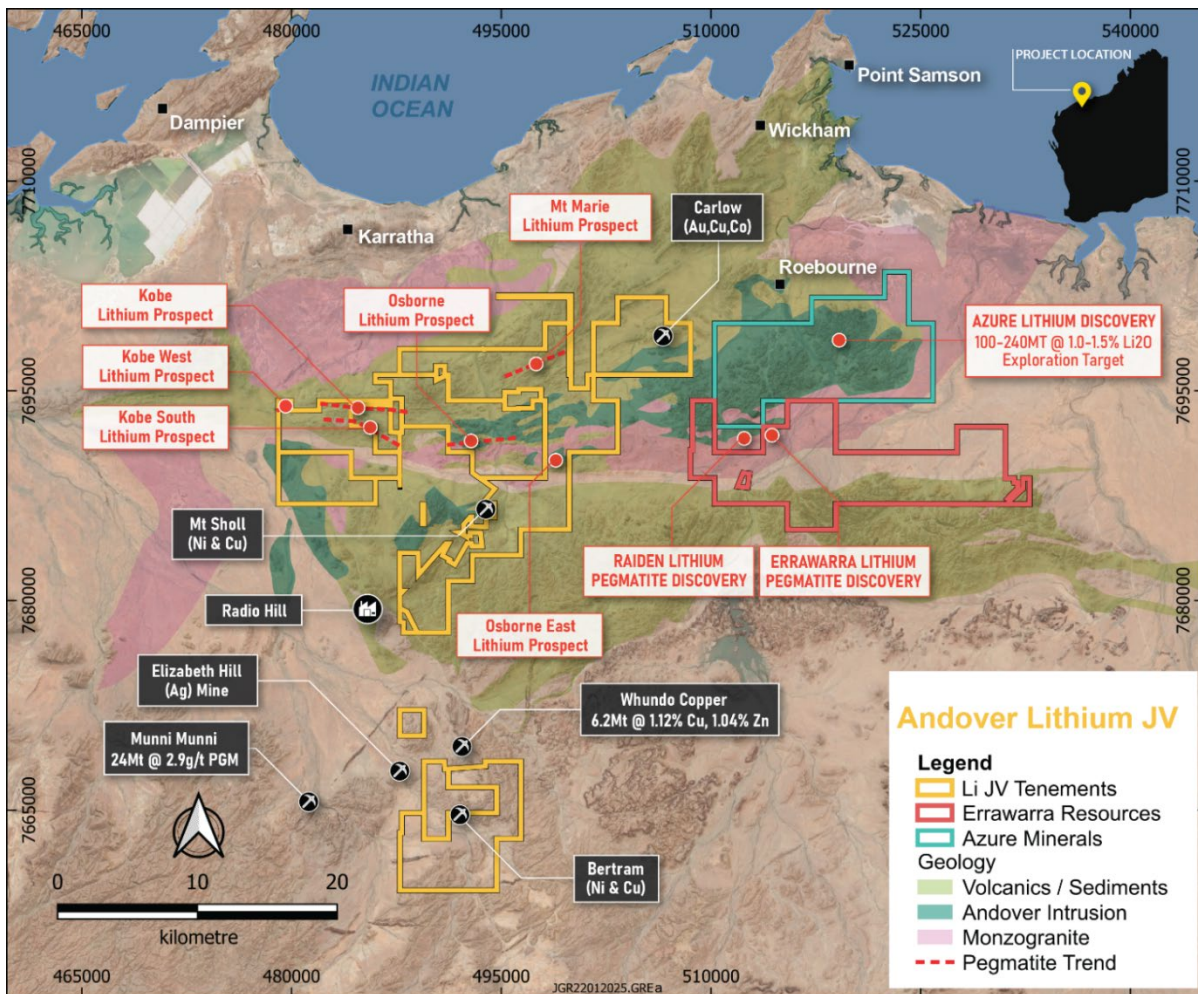 465000
480000
495000
510000
525000
540000
PROJECT LOCATION
INDIAN
OCEAN
Point Samson
Dampier
Wickham
7710000
7710000
Mt Marie
Lithium Prospect
Carlow
(Au,Cu,Co)
Karratha
Roebourne
Kobe
Lithium Prospect
Osborne
Lithium Prospect
AZURE LITHIUM DISCOVERY
100-240MT @ 1.0-1.5% Li2O
Exploration Target
Kobe West
Lithium Prospect
7695000
7695000
Kobe South
Lithium Prospect
Mt Sholl
(Ni & Cu)
RAIDEN LITHIUM
PEGMATITE DISCOVERY
ERRAWARRA LITHIUM
PEGMATITE DISCOVERY
Radio Hill
7680000
7680000
Osborne East
Lithium Prospect
Elizabeth Hill
(Ag) Mine
Whundo Copper
6.2Mt @ 1.12% Cu, 1.04% Zn
Munni Munni
24Mt @ 2.9g/t PGM
7665000
Bertram
(Ni & Cu)
0
10
20
kilometre
Andover Lithium JV
Legend
Li JV Tenements
Errawarra Resources
Azure Minerals
Geology
Volcanics / Sediments
Andover Intrusion
Monzogranite
Pegmatite Trend
465000
480000
495000
JGR22012025.GREa
510000
525000
540000